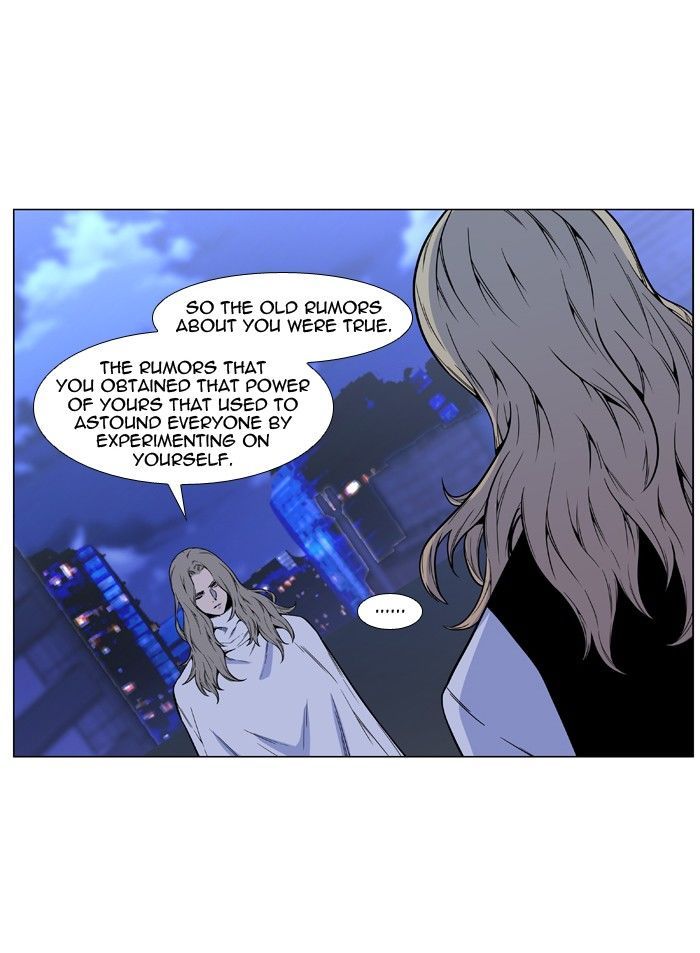 SO THE OLD RUMORS
ABOUT YOU WERE TRUE.
THE RUMORS THAT
YOU OBTAINED THAT POWER
OF YOURS THAT USED TO
ASTOUND EVERYONE BY
EXPERIMENTING ON
YOURSELF.
......